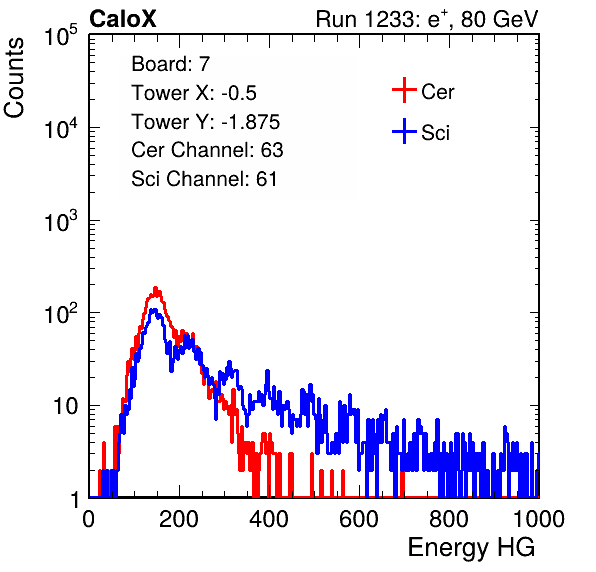 CaloX Run 1233: e⁺, 80 GeV
Counts
10⁵
10⁴
10³
10²
10
1
Board: 7
Tower X: -0.5
Tower Y: -1.875
Cer Channel: 63
Sci Channel: 61
Cer
Sci
0 200 400 600 800 1000
Energy HG